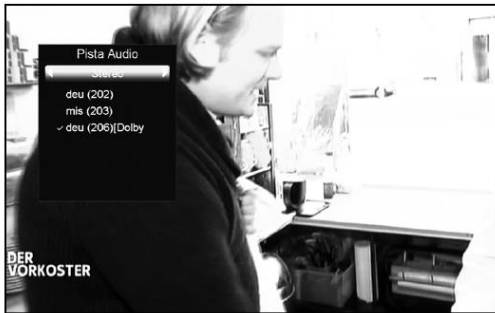 Pista Audio
Stereo
deu (202)
mis (203)
deu (206)[Dolby
DER
VORKOSTER